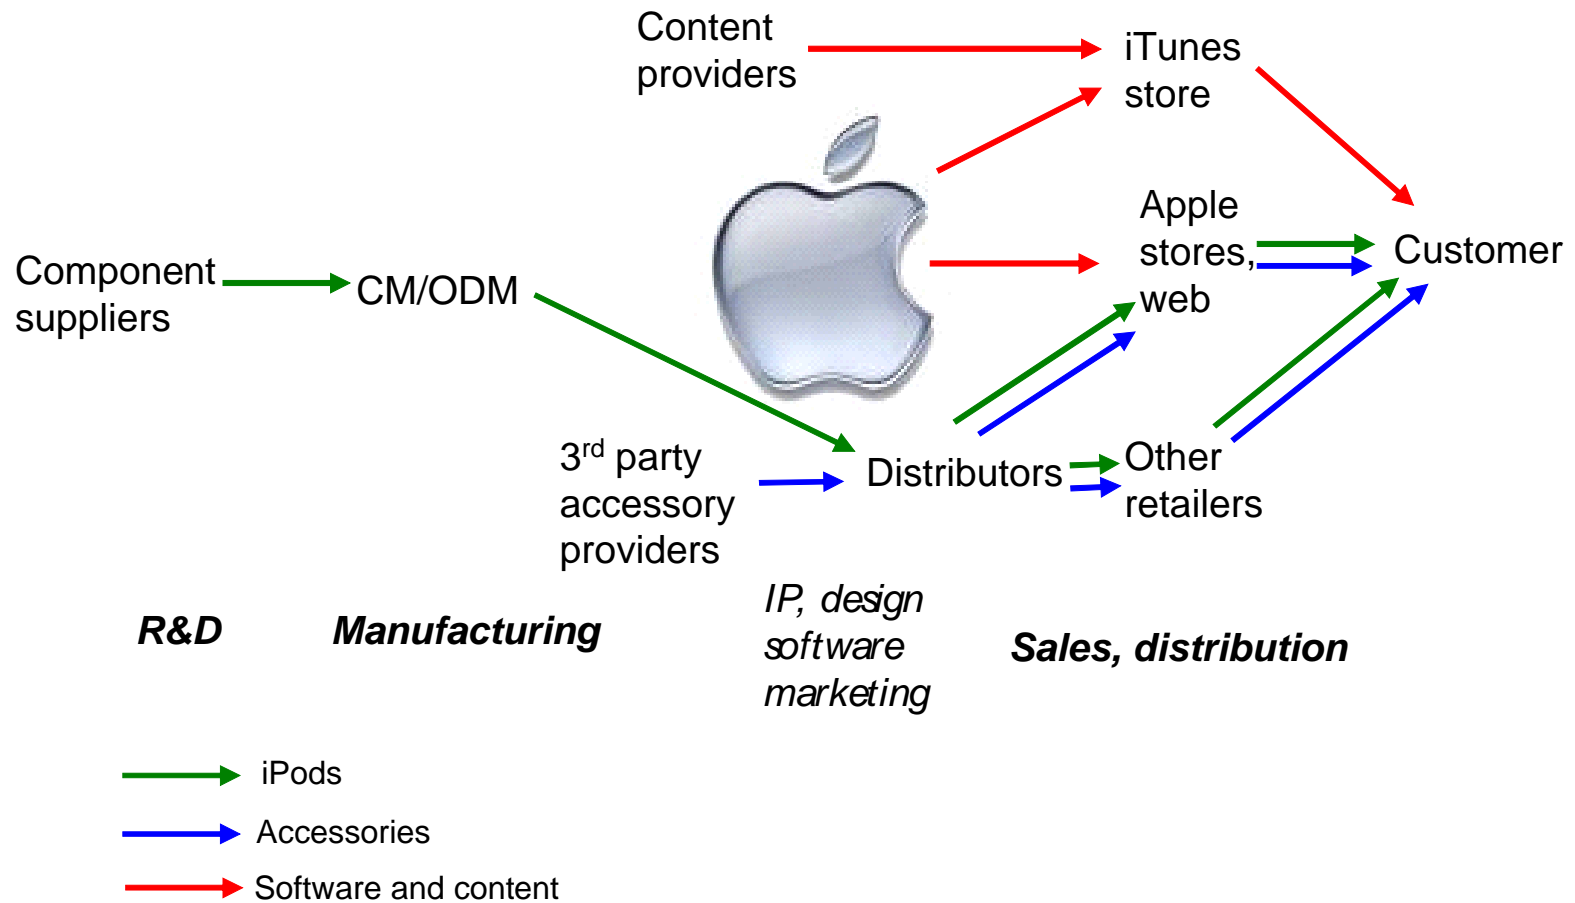 Content
providers
iTunes
store
Apple
stores,
web
Customer
Component
suppliers
CM/ODM
3rd party
accessory
providers
Distributors
Other
retailers
R&D
Manufacturing
IP, design
software
marketing
Sales, distribution
iPods
Accessories
Software and content